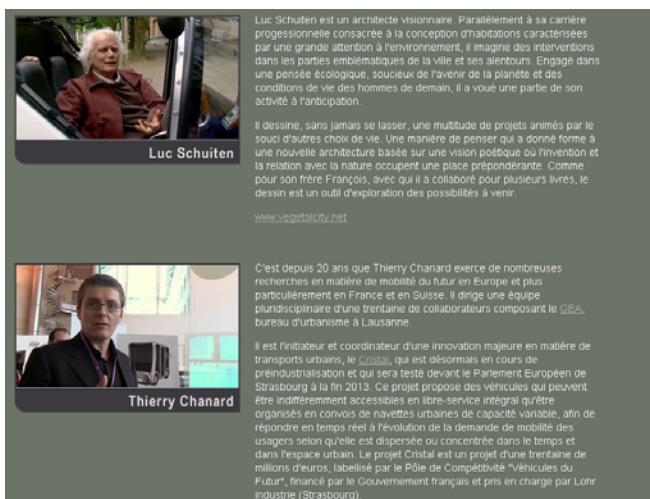 Luc Schuiten est un architecte visionnaire. Parallèlement à sa carrière
progessionnelle consacrée à la conception d'habitations caractérisées
par une grande attention à l'environnement, il imagine des interventions
dans les parties emblématiques de la ville et ses alentours. Engagé dans
une pensée écologique, soucieux de l'avenir de la planète et des
conditions de vie des hommes de demain, il a voué une partie de son
activité à l'anticipation.
Il dessine, sans jamais se lasser, une multitude de projets animés par le
souci d'autres choix de vie. Une manière de penser qui a donné forme à
une nouvelle architecture basée sur une vision poétique où l'invention et
la relation avec la nature occupent une place prépondérante. Comme
pour son frère François, avec qui il a collaboré pour plusieurs livres, le
dessin est un outil d'exploration des possibilités à venir.
www.vegetalcity.net
Luc Schuiten
C'est depuis 20 ans que Thierry Chanard exerce de nombreuses
recherches en matière de mobilité du futur en Europe et plus
particulièrement en France et en Suisse. Il dirige une équipe
pluridisciplinaire d'une trentaine de collaborateurs composant le GEA,
bureau d'urbanisme à Lausanne.
Il est l'initiateur et coordinateur d'une innovation majeure en matière de
transports urbains, le Cristal, qui est désormais en cours de
préindustrialisation et qui sera testé devant le Parlement Européen de
Strasbourg à la fin 2013. Ce projet propose des véhicules qui peuvent
être indifféremment accessibles en libre-service intégral qu'être
organisés en convois de navettes urbaines de capacité variable, afin de
répondre en temps réel à l'évolution de la demande de mobilité des
usagers selon qu'elle est dispersée ou concentrée dans le temps et
dans l'espace urbain. Le projet Cristal est un projet d'une trentaine de
millions d'euros, labellisé par le Pôle de Compétitivité "Véhicules du
Futur", financé par le Gouvernement français et pris en charge par Lohr
industrie (Strasbourg).
Thierry Chanard